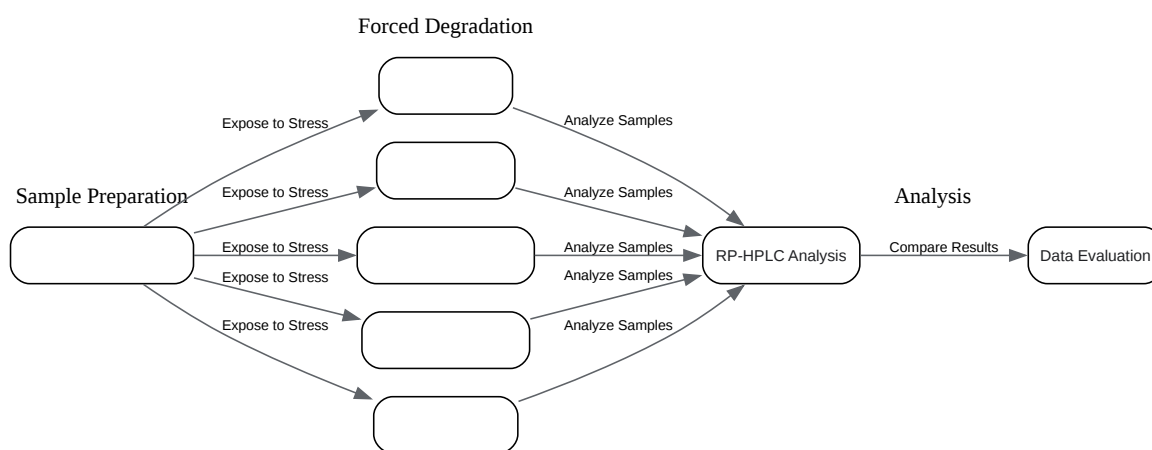 Forced Degradation
Expose to Stress
Analyze Samples
Expose to Stress
Analyze Samples
Sample Preparation
Analysis
Expose to Stress
Analyze Samples
RP-HPLC Analysis
Compare Results
Data Evaluation
Expose to Stress
Analyze Samples
Expose to Stress
Analyze Samples